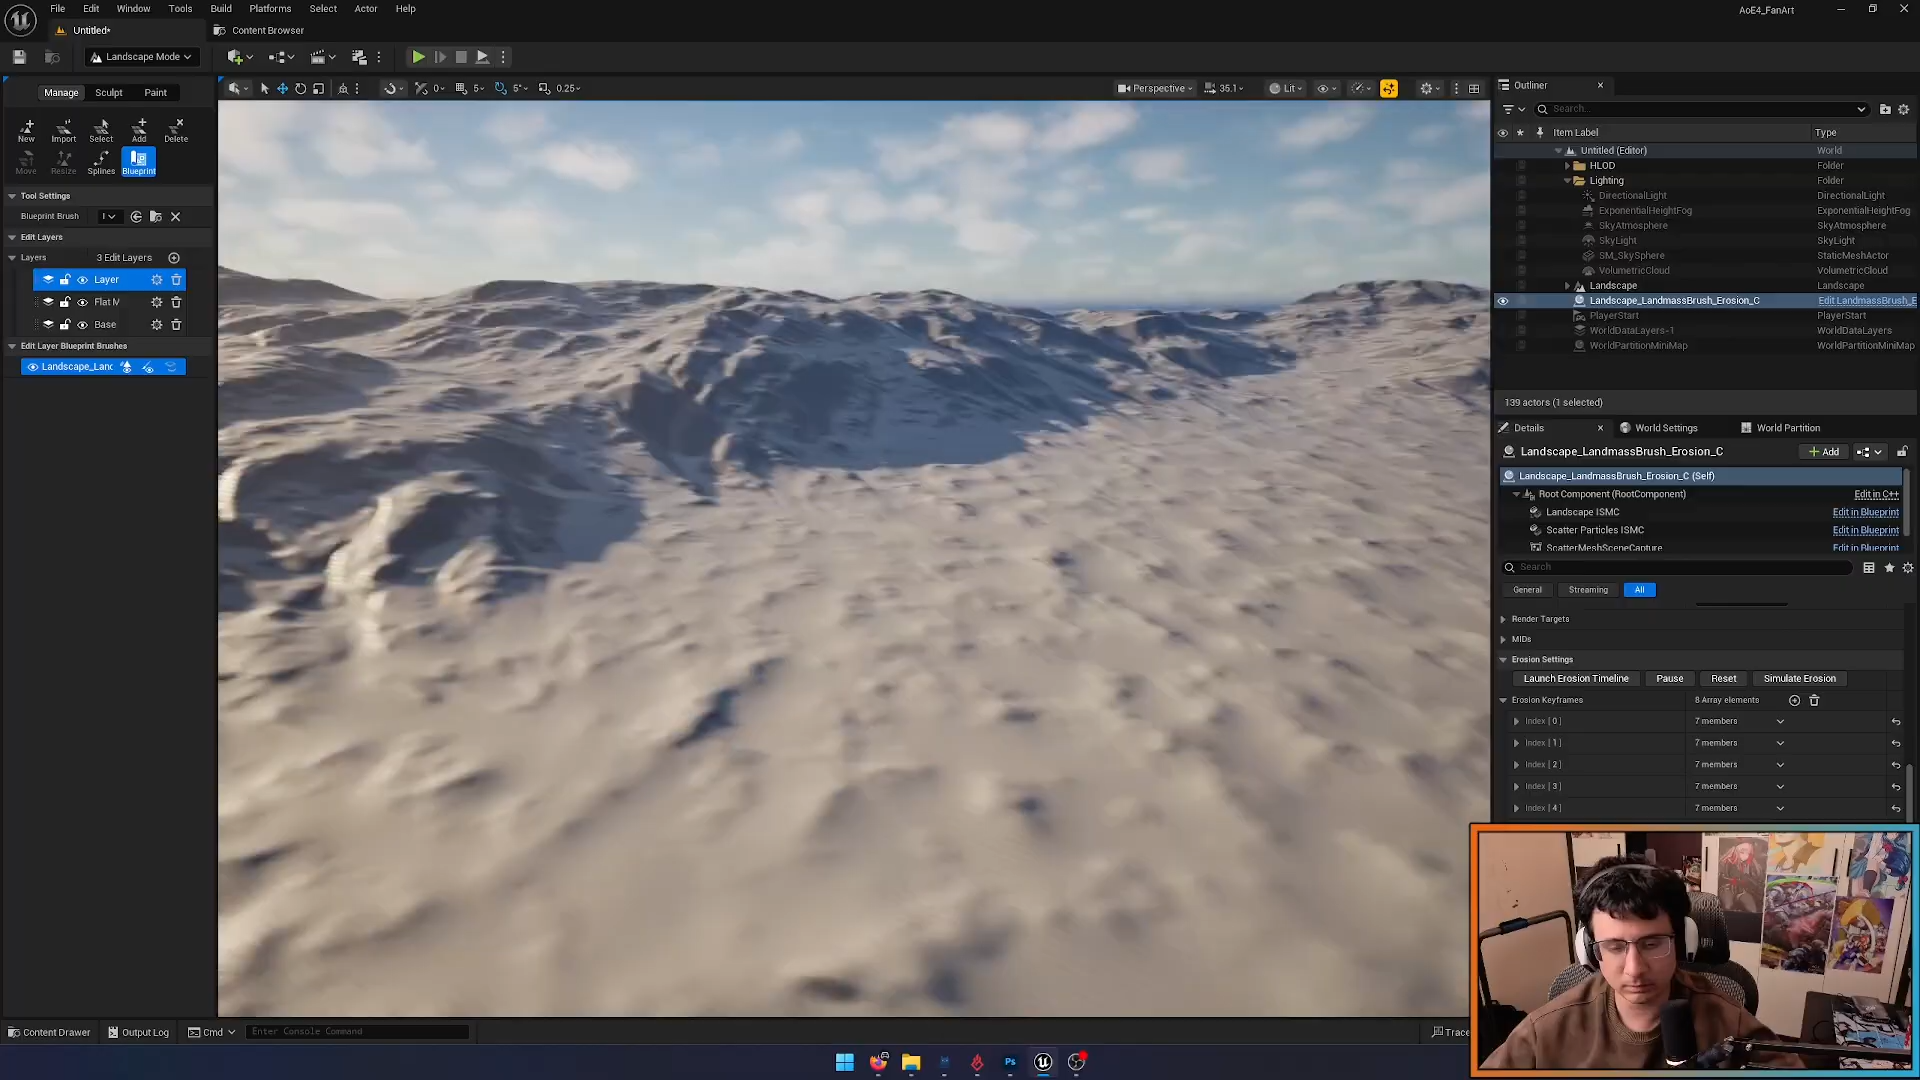 File Edit Window Tools Build Platforms Select Actor Help
AoE4_FanArt
Untitled*
Content Browser
Landscape Mode
Manage Sculpt Paint
0 5 5° 0.25
Perspective 35.1 Lit
New Import Select Add Delete
Move Resize Splines Blueprint
Tool Settings
Blueprint Brush
Edit Layers
Layers 3 Edit Layers
Layer
Flat M
Base
Edit Layer Blueprint Brushes
Landscape_Lanc
Outliner
Search...
Item Label Type
Untitled (Editor) World
HLOD Folder
Lighting Folder
DirectionalLight DirectionalLight
ExponentialHeightFog ExponentialHeightFog
SkyAtmosphere SkyAtmosphere
SkyLight SkyLight
SM_SkySphere StaticMeshActor
VolumetricCloud VolumetricCloud
Landscape Landscape
Landscape_LandmassBrush_Erosion_C Edit LandmassBrush_E
PlayerStart PlayerStart
WorldDataLayers-1 WorldDataLayers
WorldPartitionMiniMap WorldPartitionMiniMap
139 actors (1 selected)
Details World Settings World Partition
Landscape_LandmassBrush_Erosion_C
Add
Landscape_LandmassBrush_Erosion_C (Self)
Root Component (RootComponent) Edit in C++
Landscape ISMC Edit in Blueprint
Scatter Particles ISMC Edit in Blueprint
ScatterMeshSceneCapture Edit in Blueprint
Search
General Streaming All
Render Targets
MIDs
Erosion Settings
Launch Erosion Timeline Pause Reset Simulate Erosion
Erosion Keyframes 8 Array elements
Index [ 0 ] 7 members
Index [ 1 ] 7 members
Index [ 2 ] 7 members
Index [ 3 ] 7 members
Index [ 4 ] 7 members
Content Drawer Output Log Cmd Enter Console Command
Trace
Ps